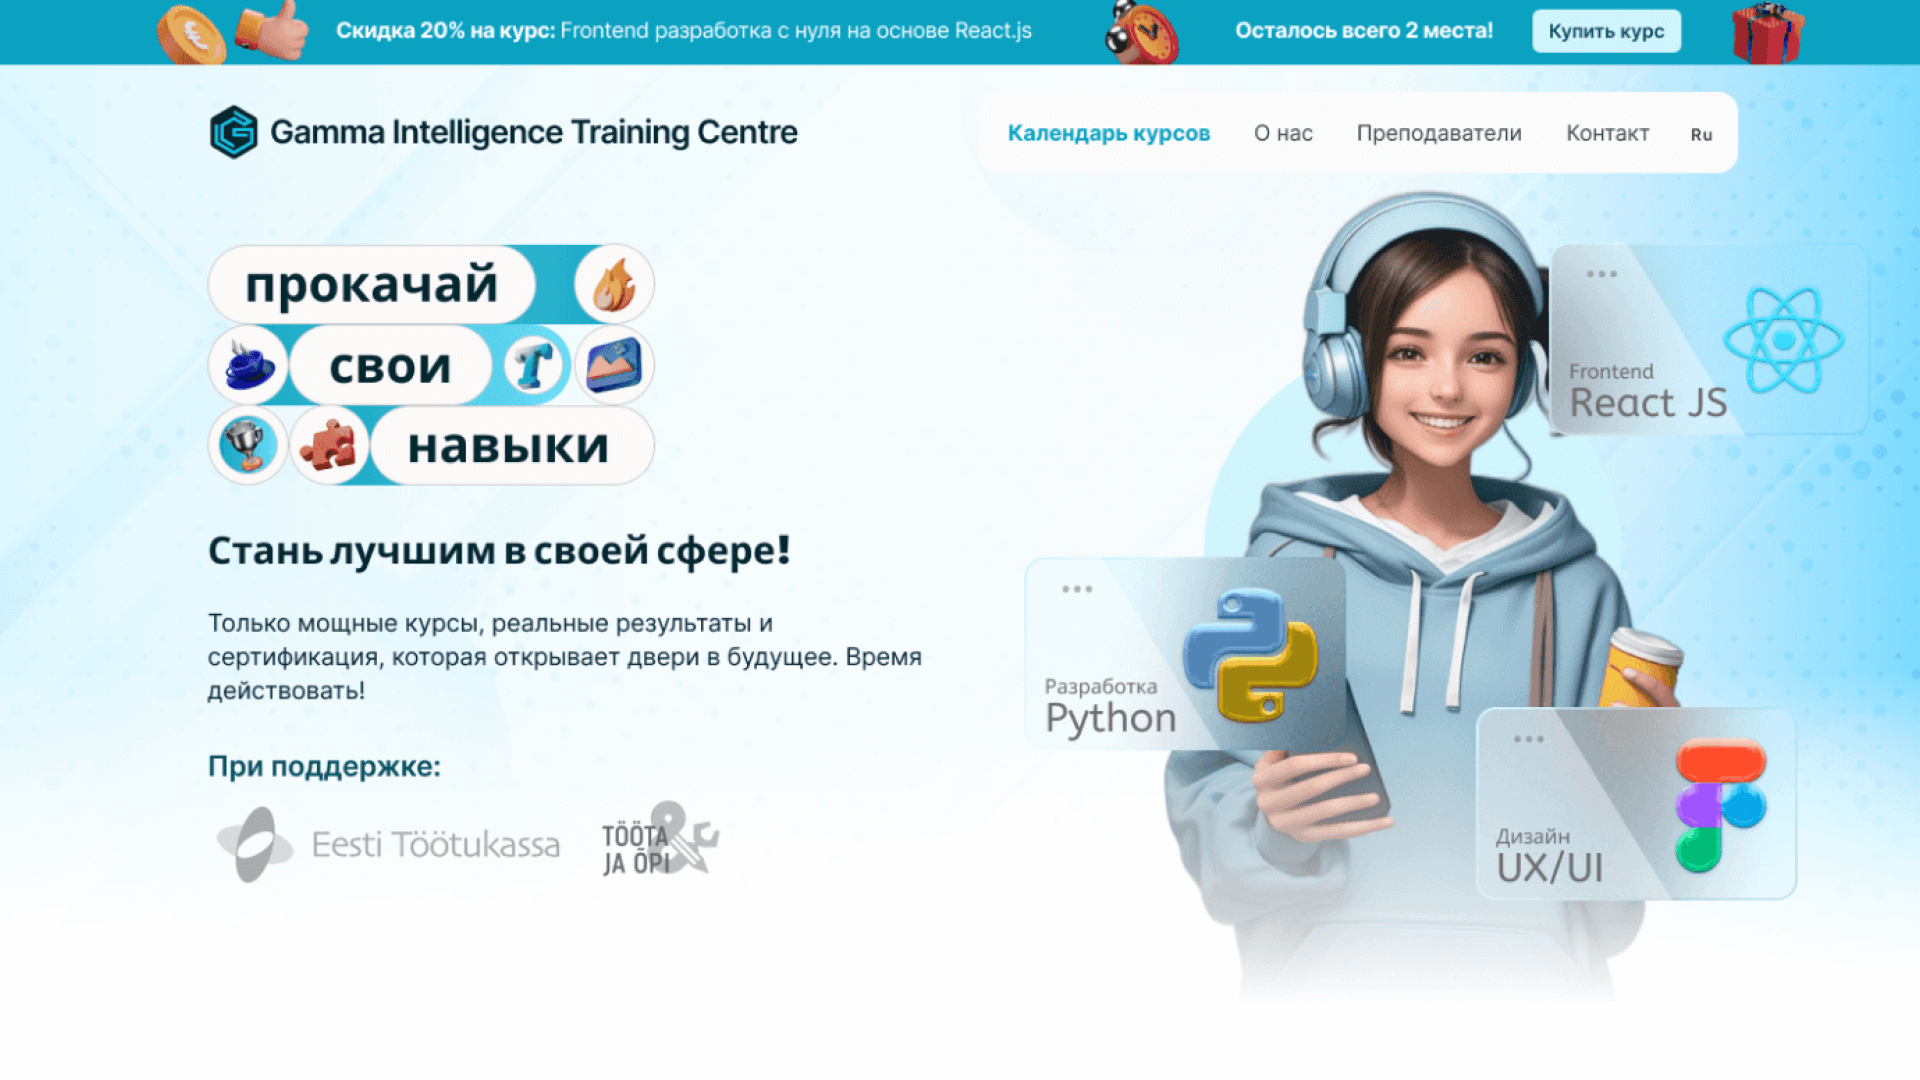 Скидка 20% на курс: Frontend разработка с нуля на основе React.js
Осталось всего 2 места!
Купить курс
Gamma Intelligence Training Centre
Календарь курсов
О нас
Преподаватели
Контакт
Ru
прокачай
свои
навыки
Стань лучшим в своей сфере!
Только мощные курсы, реальные результаты и
сертификация, которая открывает двери в будущее. Время
действовать!
При поддержке:
Eesti Töötukassa
TÖÖTA
JA ÕPI
&
Frontend
React JS
Разработка
Python
Дизайн
UX/UI